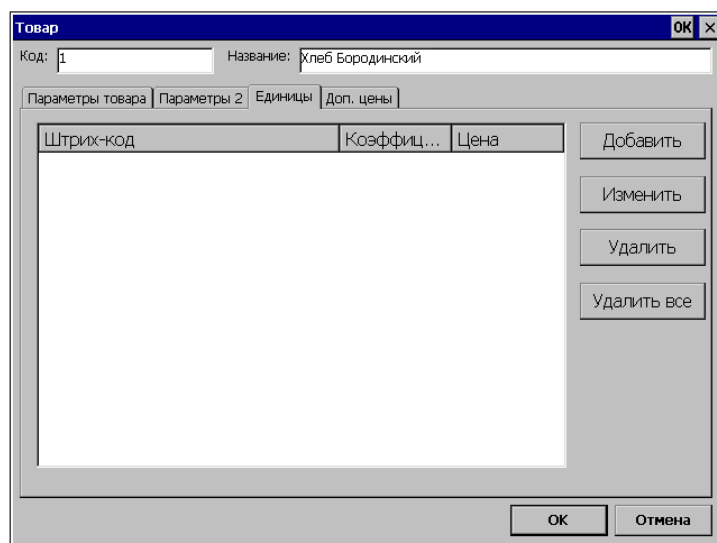 Товар OK ×
Код: 1 Название: Хлеб Бородинский
Параметры товара Параметры 2 Единицы Доп. цены
Штрих-код Коэффиц... Цена
Добавить
Изменить
Удалить
Удалить все
ОК Отмена